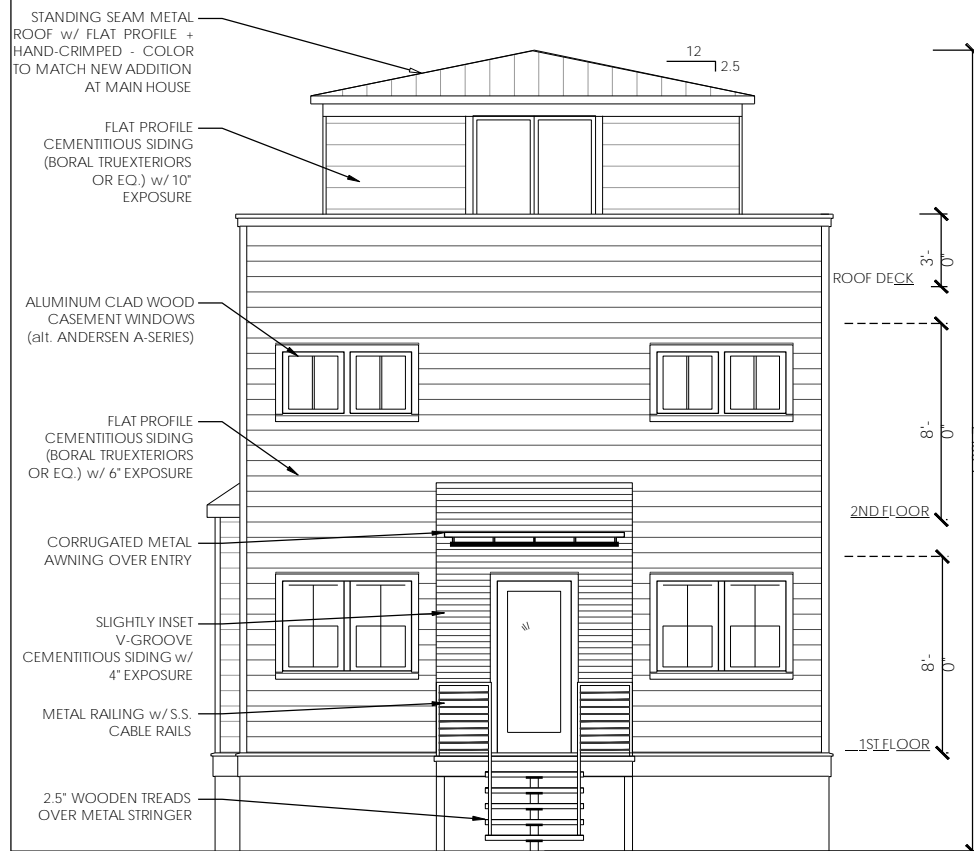 STANDING SEAM METAL
ROOF w/ FLAT PROFILE +
HAND-CRIMPED - COLOR
TO MATCH NEW ADDITION
AT MAIN HOUSE
12
2.5
FLAT PROFILE
CEMENTITIOUS SIDING
(BORAL TRUEXTERIORS
OR EQ.) w/ 10"
EXPOSURE
3'-
0"
ROOF DECK
ALUMINUM CLAD WOOD
CASEMENT WINDOWS
(alt. ANDERSEN A-SERIES)
FLAT PROFILE
CEMENTITIOUS SIDING
(BORAL TRUEXTERIORS
OR EQ.) w/ 6" EXPOSURE
8'-
0"
2ND FLOOR
CORRUGATED METAL
AWNING OVER ENTRY
SLIGHTLY INSET
V-GROOVE
CEMENTITIOUS SIDING w/
4" EXPOSURE
8'-
0"
METAL RAILING w/ S.S.
CABLE RAILS
1ST FLOOR
2.5" WOODEN TREADS
OVER METAL STRINGER